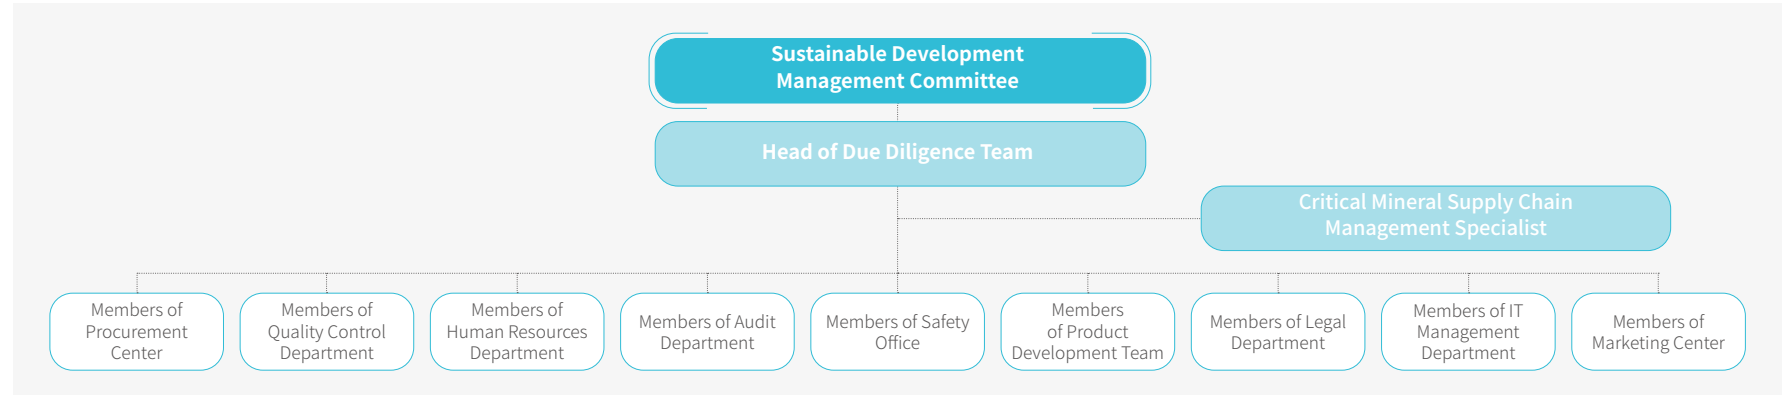 Sustainable Development
Management Committee
Head of Due Diligence Team
Critical Mineral Supply Chain
Management Specialist
Members of
Procurement
Center
Members of
Quality Control
Department
Members of
Human Resources
Department
Members of Audit
Department
Members of Safety
Office
Members
of Product
Development Team
Members of Legal
Department
Members of IT
Management
Department
Members of
Marketing Center